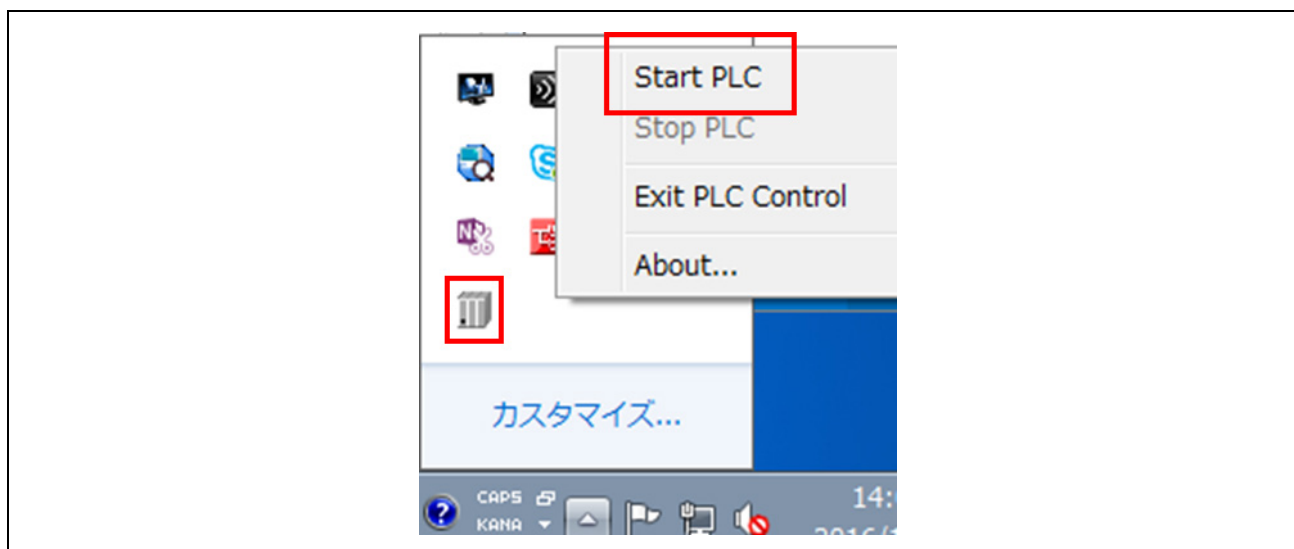 Start PLC
Stop PLC
Exit PLC Control
About...
カスタマイズ...
CAPS
KANA
14: